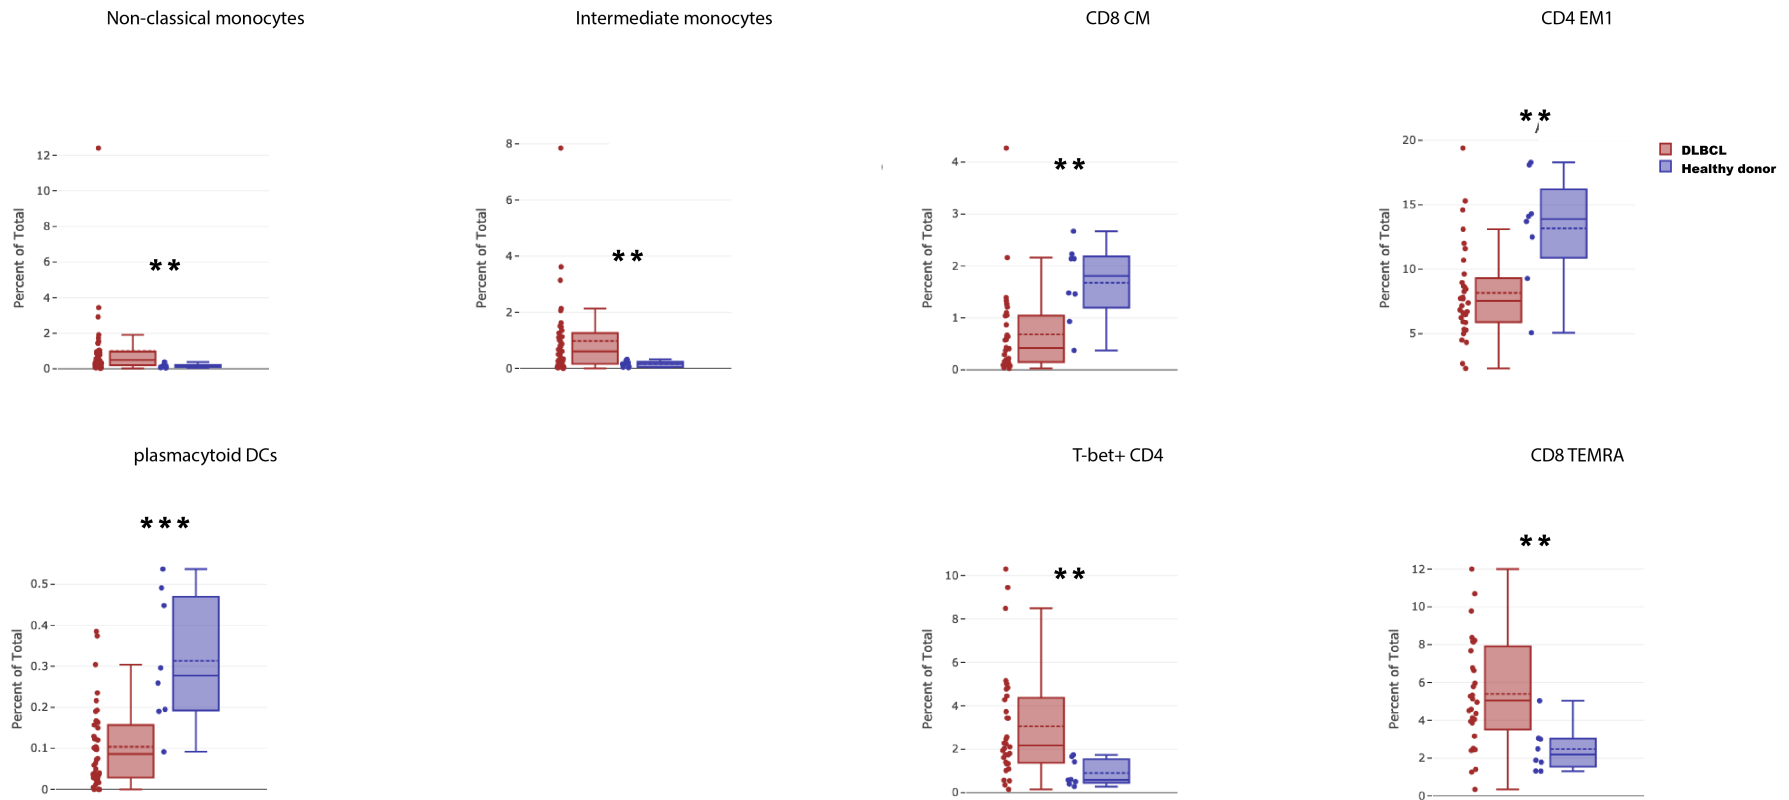 Non-classical monocytes
Intermediate monocytes
CD8 CM
CD4 EM1
Percent of Total
12
10
8
6
4
2
0
**
Percent of Total
8
6
4
2
0
**
Percent of Total
4
3
2
1
0
**
Percent of Total
20
15
10
5
**
DLBCL
Healthy donor
plasmacytoid DCs
T-bet+ CD4
CD8 TEMRA
Percent of Total
0.5
0.4
0.3
0.2
0.1
0
***
Percent of Total
10
8
6
4
2
0
**
Percent of Total
12
10
8
6
4
2
0
**